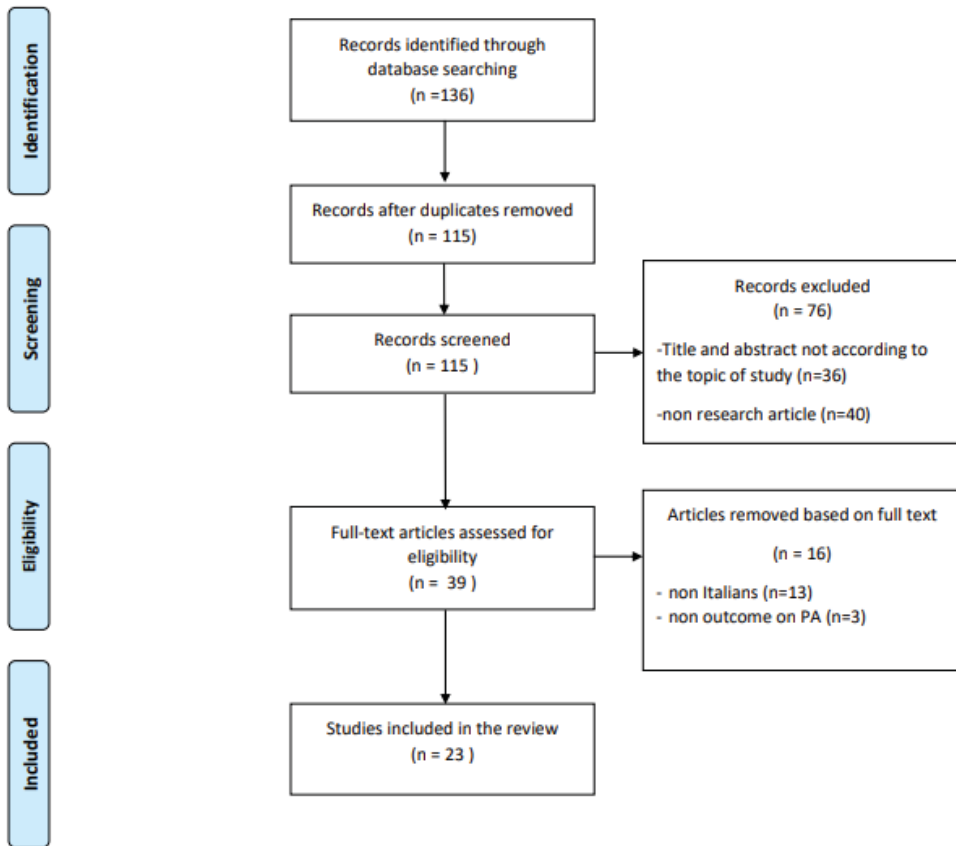 Identification
Records identified through
database searching
(n =136)
Records after duplicates removed
(n = 115)
Screening
Records screened
(n = 115 )
Records excluded
(n = 76)
-Title and abstract not according to
the topic of study (n=36)
-non research article (n=40)
Eligibility
Full-text articles assessed for
eligibility
(n =  39 )
Articles removed based on full text
(n = 16)
- non Italians (n=13)
- non outcome on PA (n=3)
Included
Studies included in the review
(n = 23 )